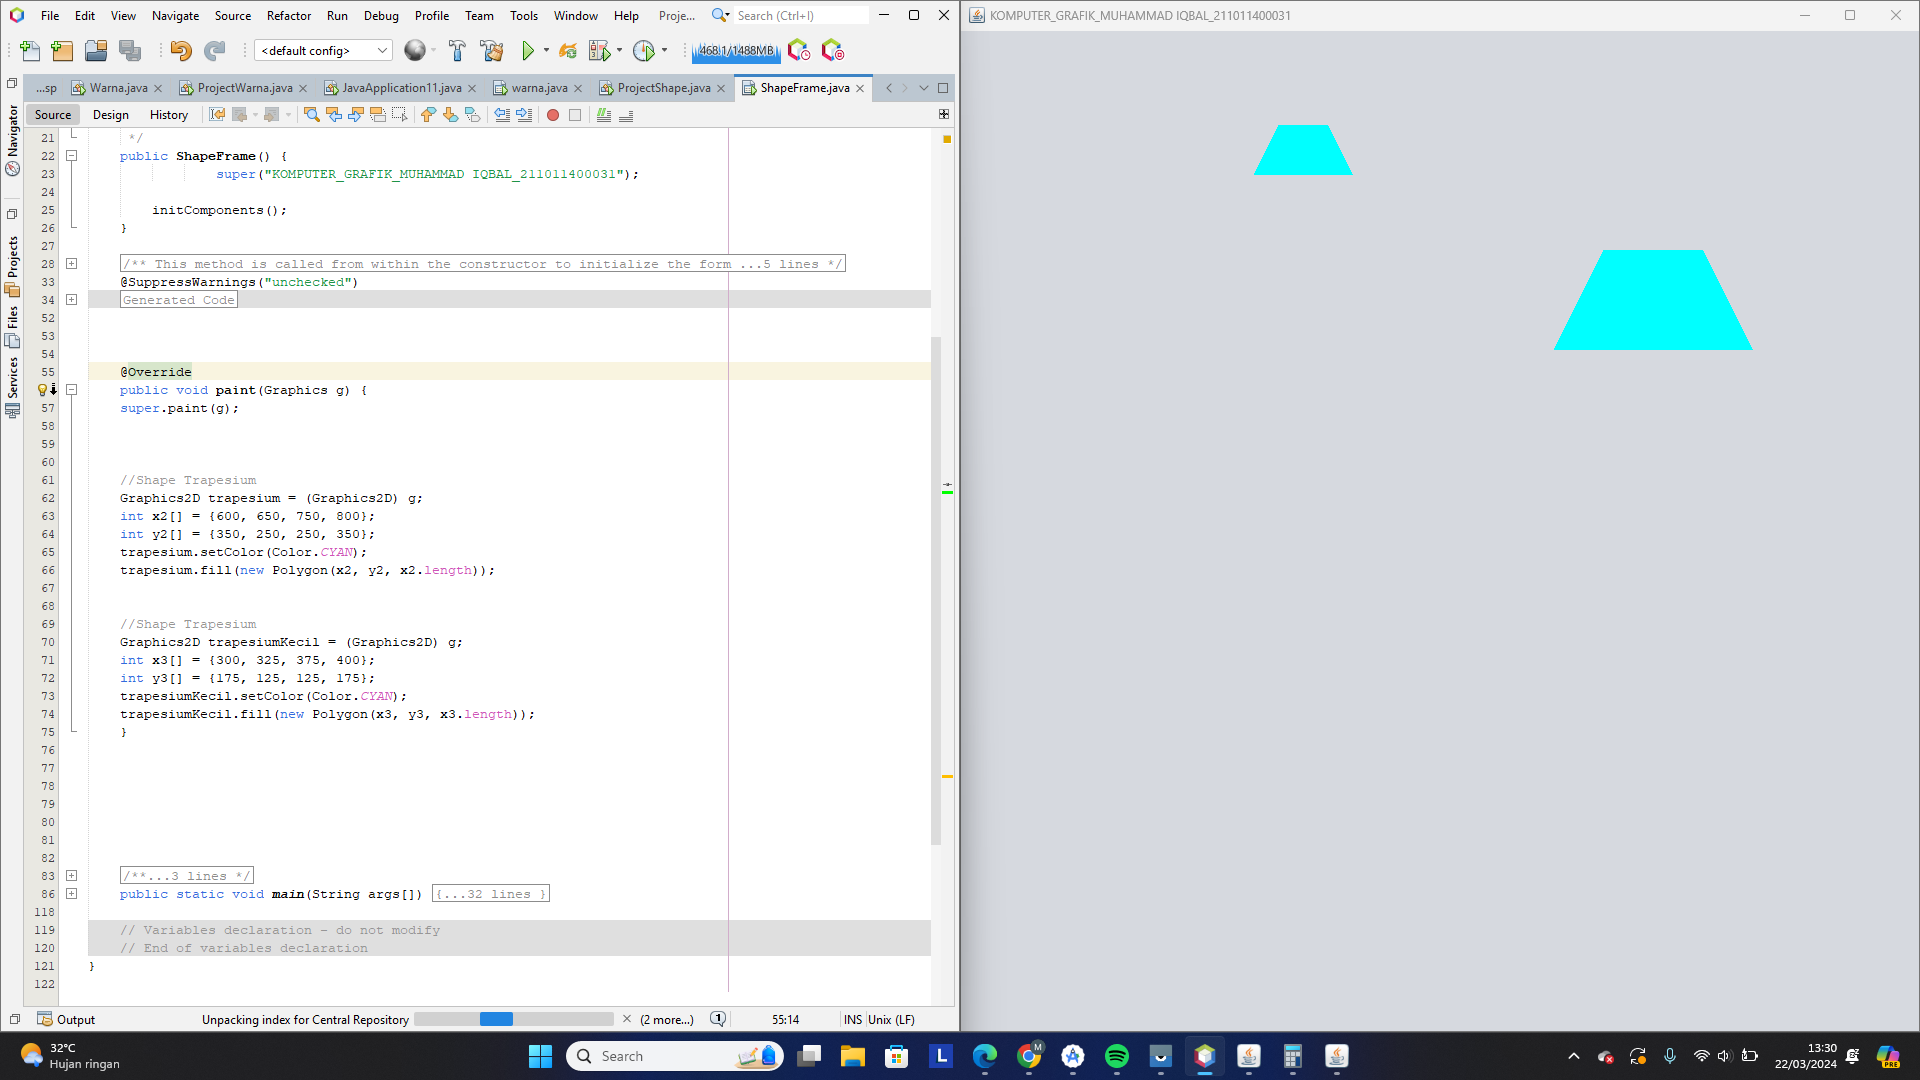 File Edit View Navigate Source Refactor Run Debug Profile Team Tools Window Help Proje... Search (Ctrl+I)
KOMPUTER_GRAFIK_MUHAMMAD IQBAL_211011400031
<default config>
468.1/1488MB
...sp Warna.java ProjectWarna.java JavaApplication11.java warna.java ProjectShape.java ShapeFrame.java
Source Design History
Navigator
Projects
Files
Services
21 */
22 public ShapeFrame() {
23 super("KOMPUTER_GRAFIK_MUHAMMAD IQBAL_211011400031");
24
25 initComponents();
26 }
27
28 /** This method is called from within the constructor to initialize the form ...5 lines */
33 @SuppressWarnings("unchecked")
34 Generated Code
52
53
54
55 @Override
public void paint(Graphics g) {
57 super.paint(g);
58
59
60
61 //Shape Trapesium
62 Graphics2D trapesium = (Graphics2D) g;
63 int x2[] = {600, 650, 750, 800};
64 int y2[] = {350, 250, 250, 350};
65 trapesium.setColor(Color.CYAN);
66 trapesium.fill(new Polygon(x2, y2, x2.length));
67
68
69 //Shape Trapesium
70 Graphics2D trapesiumKecil = (Graphics2D) g;
71 int x3[] = {300, 325, 375, 400};
72 int y3[] = {175, 125, 125, 175};
73 trapesiumKecil.setColor(Color.CYAN);
74 trapesiumKecil.fill(new Polygon(x3, y3, x3.length));
75 }
76
77
78
79
80
81
82
83 /**...3 lines */
86 public static void main(String args[]) {...32 lines }
118
119 // Variables declaration - do not modify
120 // End of variables declaration
121 }
122
Output Unpacking index for Central Repository (2 more...) 1 55:14 INS Unix (LF)
32°C
Hujan ringan
Search
L
M
13:30
22/03/2024
PRE